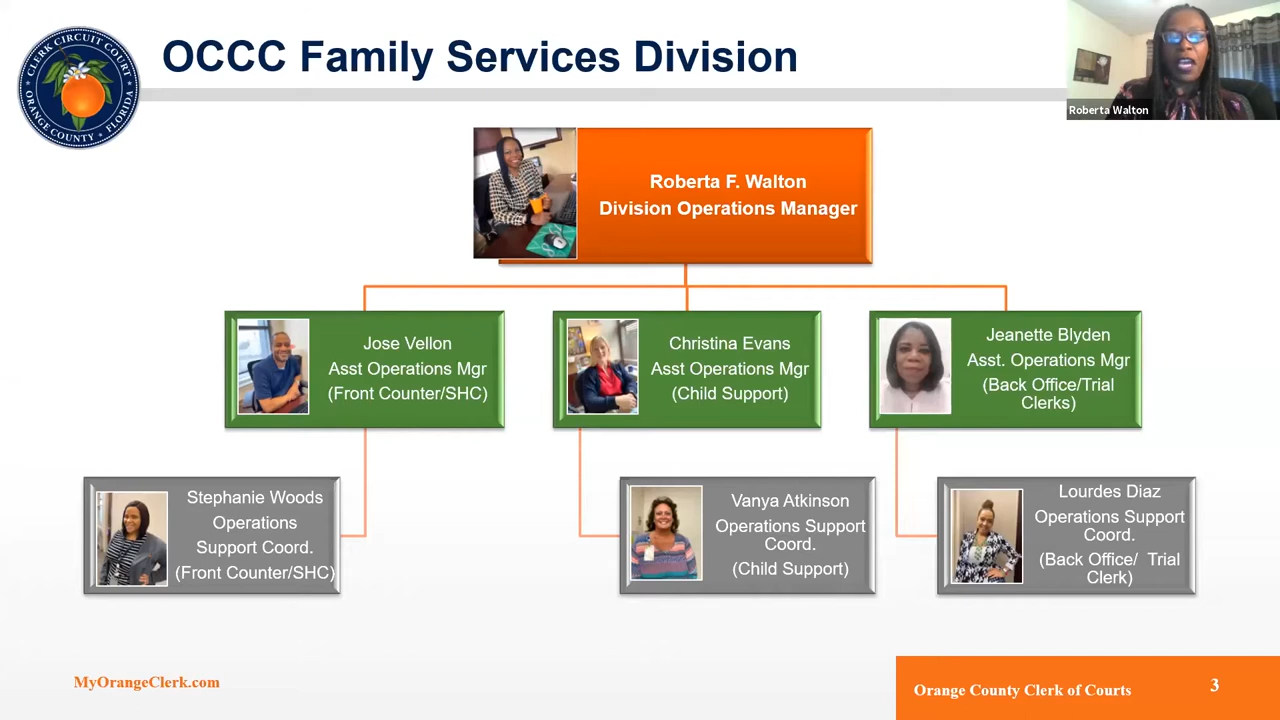 CLERK CIRCUIT COURT
ORANGE COUNTY FLORIDA
OCCC Family Services Division
Roberta Walton
Roberta F. Walton
Division Operations Manager
Jose Vellon
Asst Operations Mgr
(Front Counter/SHC)
Christina Evans
Asst Operations Mgr
(Child Support)
Jeanette Blyden
Asst. Operations Mgr
(Back Office/Trial
Clerks)
Stephanie Woods
Operations
Support Coord.
(Front Counter/SHC)
Vanya Atkinson
Operations Support
Coord.
(Child Support)
Lourdes Diaz
Operations Support
Coord.
(Back Office/ Trial
Clerk)
MyOrangeClerk.com
Orange County Clerk of Courts
3